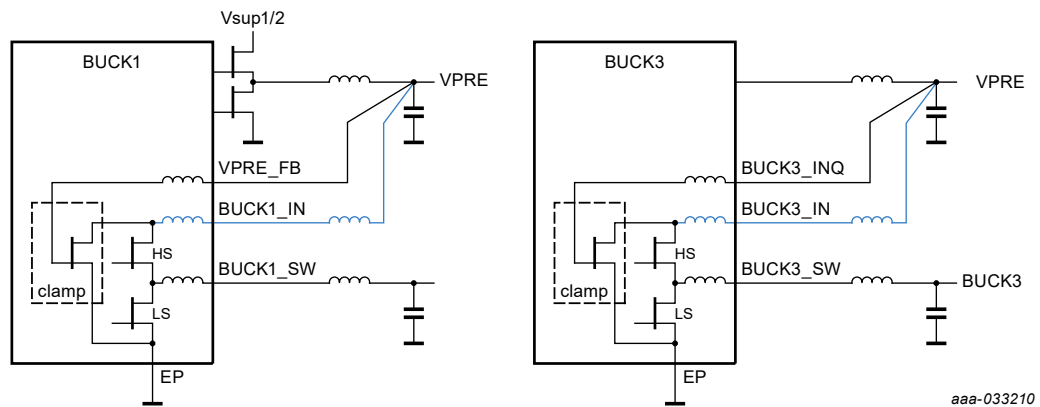 Vsup1/2
BUCK1
VPRE
VPRE_FB
BUCK1_IN
HS
BUCK1_SW
clamp
LS
EP
BUCK3
VPRE
BUCK3_INQ
BUCK3_IN
HS
BUCK3_SW
BUCK3
clamp
LS
EP
aaa-033210